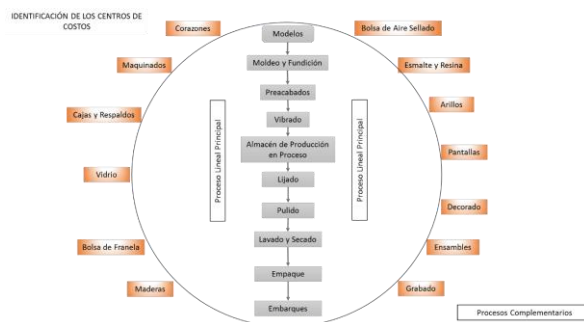 IDENTIFICACIÓN DE LOS CENTROS DE
COSTOS
Corazones
Modelos
Bolsa de Aire Sellado
Maquinados
Moldeo y Fundición
Esmalte y Resina
Preacabados
Cajas y Respaldos
Vibrado
Arillos
Proceso Lineal Principal
Almacén de Producción
en Proceso
Proceso Lineal Principal
Pantallas
Vidrio
Lijado
Pulido
Decorado
Bolsa de Franela
Lavado y Secado
Ensambles
Maderas
Empaque
Grabado
Embarques
Procesos Complementarios